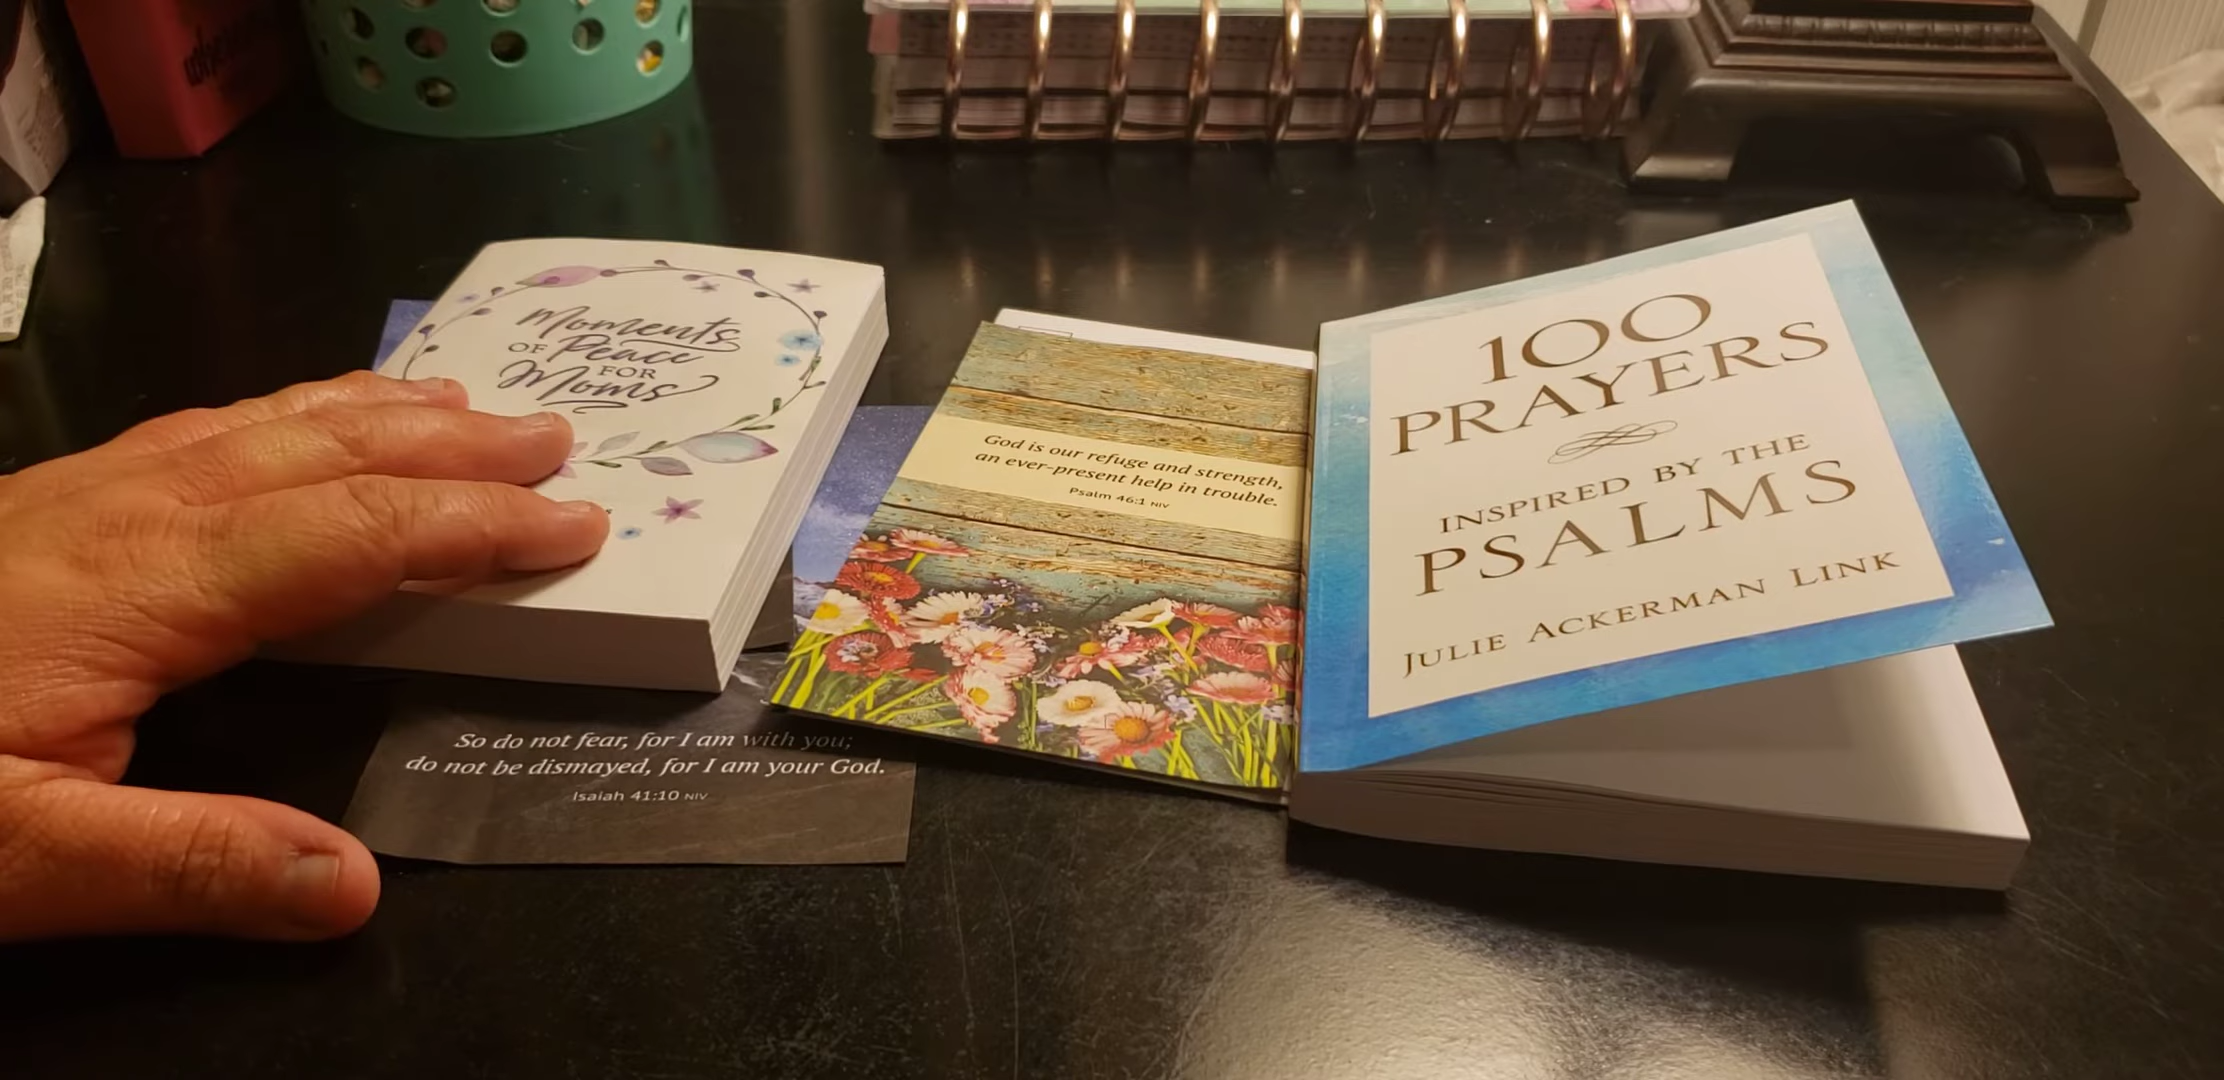 Moments
OF Peace
FOR
Moms
God is our refuge and strength,
an ever-present help in trouble.
Psalm 46:1 NIV
100
PRAYERS
INSPIRED BY THE
PSALMS
JULIE ACKERMAN LINK
So do not fear, for I am with you;
do not be dismayed, for I am your God.
Isaiah 41:10 NIV